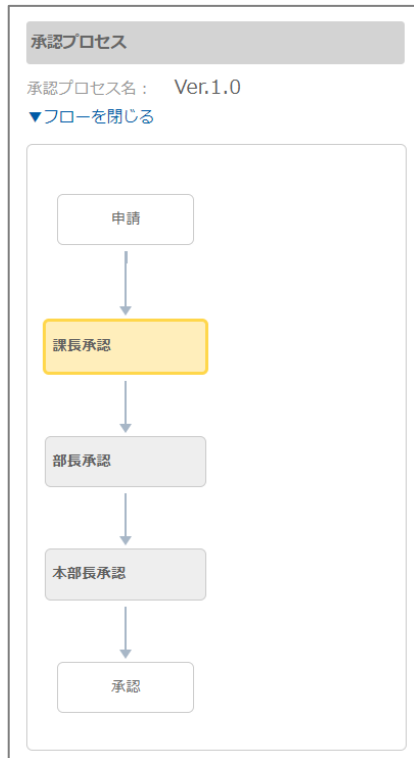 承認プロセス
承認プロセス名： Ver.1.0
▼フローを閉じる
申請
課長承認
部長承認
本部長承認
承認